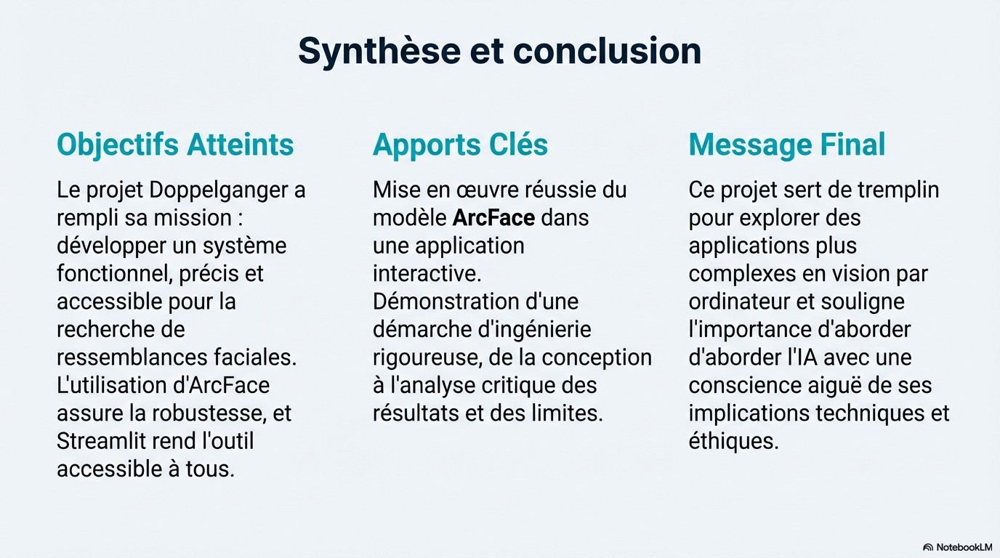 Synthèse et conclusion
Objectifs Atteints
Le projet Doppelganger a
rempli sa mission :
développer un système
fonctionnel, précis et
accessible pour la
recherche de
ressemblances faciales.
L'utilisation d'ArcFace
assure la robustesse, et
Streamlit rend l'outil
accessible à tous.
Apports Clés
Mise en œuvre réussie du
modèle ArcFace dans
une application
interactive.
Démonstration d'une
démarche d'ingénierie
rigoureuse, de la conception
à l'analyse critique des
résultats et des limites.
Message Final
Ce projet sert de tremplin
pour explorer des
applications plus
complexes en vision par
ordinateur et souligne
l'importance d'aborder
d'aborder l'IA avec une
conscience aiguë de ses
implications techniques et
éthiques.
NotebookLM